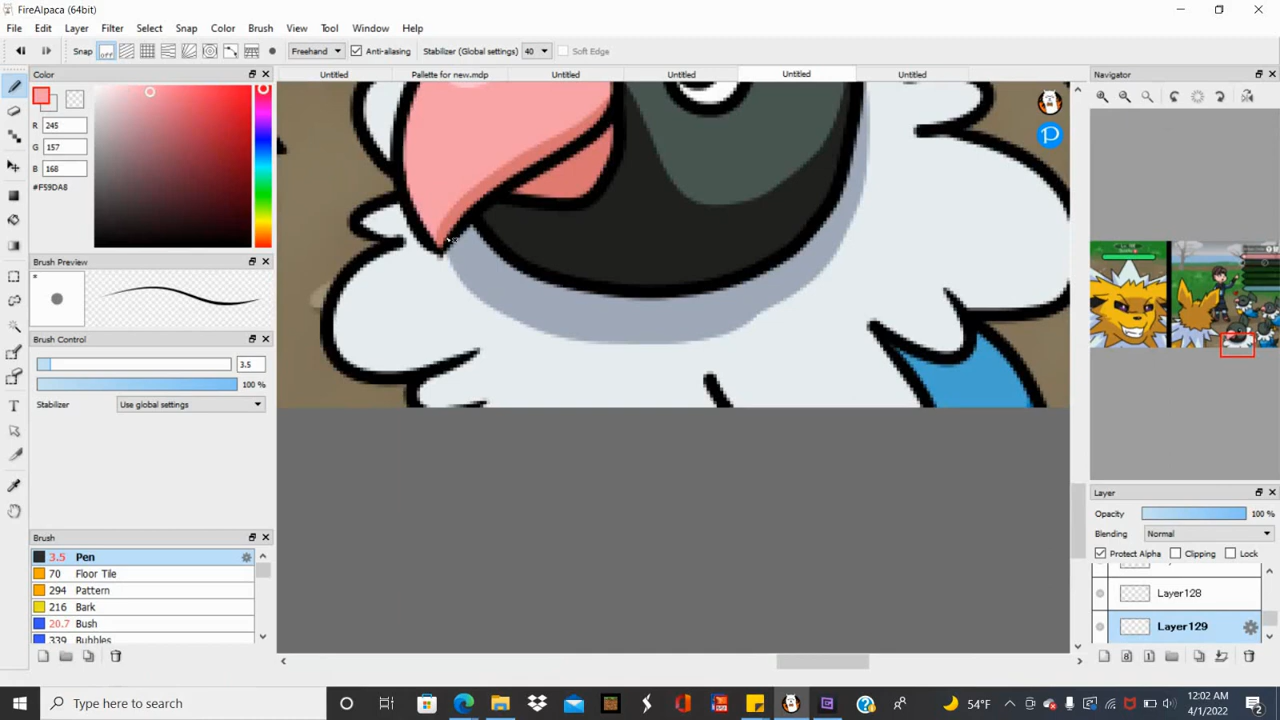 FireAlpaca (64bit)
File Edit Layer Filter Select Snap Color Brush View Tool Window Help
Snap off Freehand Anti-aliasing Stabilizer (Global settings) 40 Soft Edge
Color
Untitled Pallette for new.mdp Untitled Untitled Untitled Untitled
Navigator
R 245
G 157
B 168
#F59DA8
Brush Preview
Brush Control
3.5
100 %
Stabilizer Use global settings
Brush
3.5 Pen
70 Floor Tile
294 Pattern
216 Bark
20.7 Bush
339 Bubbles
Layer
Opacity 100 %
Blending Normal
Protect Alpha Clipping Lock
Layer128
Layer129
Type here to search
54°F
12:02 AM
4/1/2022
2